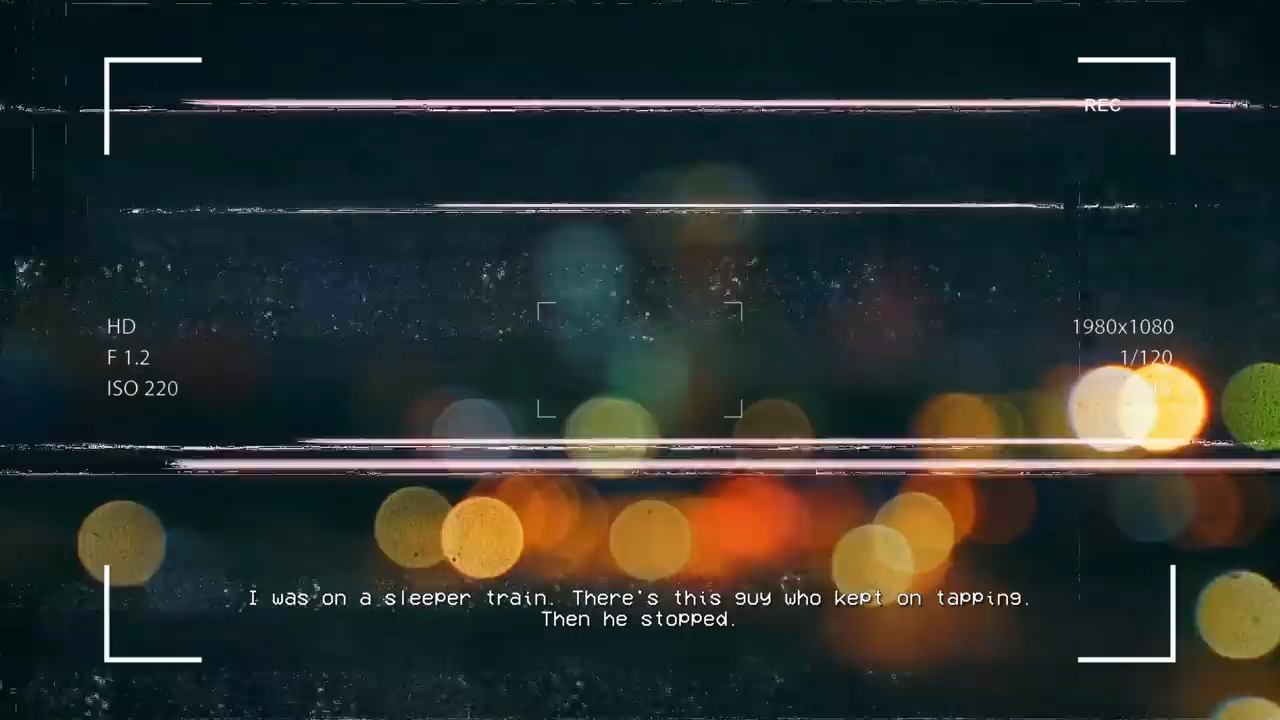 REC
HD
1980x1080
F 1.2
1/120
ISO 220
I was on a sleeper train. There's this guy who kept on tapping.
Then he stopped.